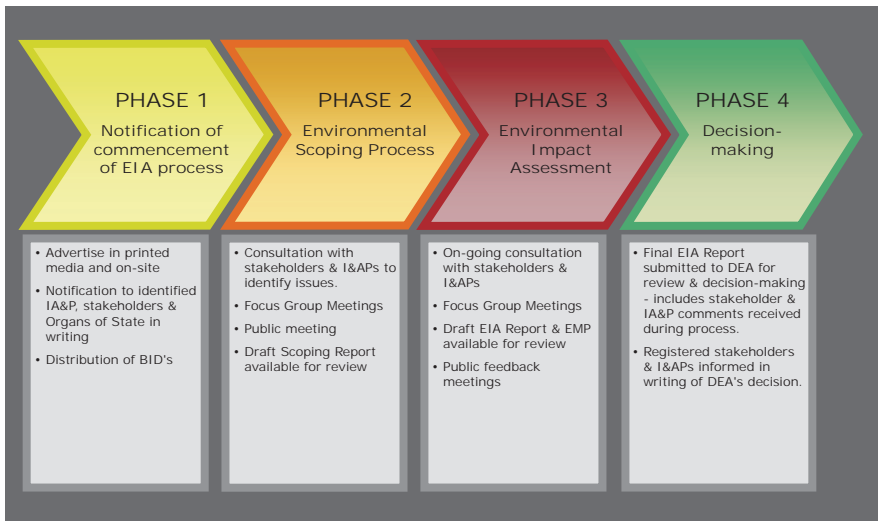 PHASE 1
Notification of
commencement
of EIA process
PHASE 2
Environmental
Scoping Process
PHASE 3
Environmental
Impact
Assessment
PHASE 4
Decision-
making
• Advertise in printed
media and on-site
• Notification to identified
IA&P, stakeholders &
Organs of State in
writing
• Distribution of BID's
• Consultation with
stakeholders & I&APs to
identify issues.
• Focus Group Meetings
• Public meeting
• Draft Scoping Report
available for review
• On-going consultation
with stakeholders &
I&APs
• Focus Group Meetings
• Draft EIA Report & EMP
available for review
• Public feedback
meetings
• Final EIA Report
submitted to DEA for
review & decision-making
- includes stakeholder &
IA&P comments received
during process.
• Registered stakeholders
& I&APs informed in
writing of DEA's decision.